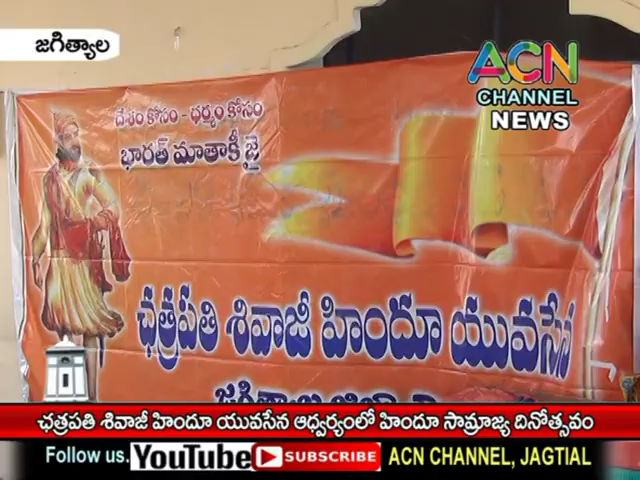 జగిత్యాల
ACN
CHANNEL
NEWS
దేశం కోసం - ధర్మం కోసం
భారత్ మాతాకీ జై
ఛత్రపతి శివాజీ హిందూ యువసేన
జగిత్యాల జిల్లా
ఛత్రపతి శివాజీ హిందూ యువసేన ఆధ్వర్యంలో హిందూ సామ్రాజ్య దినోత్సవం
Follow us. YouTube SUBSCRIBE ACN CHANNEL, JAGTIAL